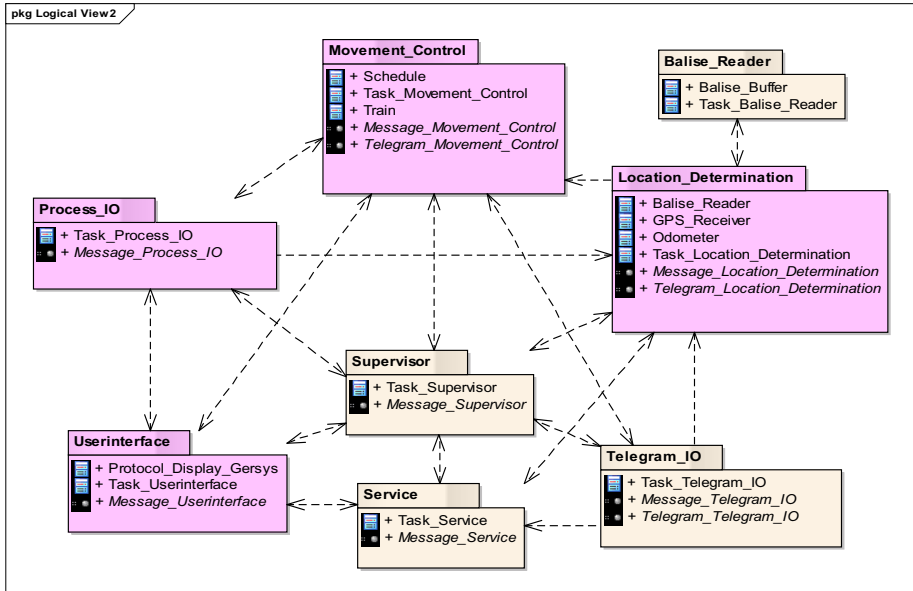 pkg Logical View2
Movement_Control
+ Schedule
+ Task_Movement_Control
+ Train
+ Message_Movement_Control
+ Telegram_Movement_Control
Balise_Reader
+ Balise_Buffer
+ Task_Balise_Reader
Location_Determination
+ Balise_Reader
+ GPS_Receiver
+ Odometer
+ Task_Location_Determination
+ Message_Location_Determination
+ Telegram_Location_Determination
Process_IO
+ Task_Process_IO
+ Message_Process_IO
Supervisor
+ Task_Supervisor
+ Message_Supervisor
Userinterface
+ Protocol_Display_Gersys
+ Task_Userinterface
+ Message_Userinterface
Service
+ Task_Service
+ Message_Service
Telegram_IO
+ Task_Telegram_IO
+ Message_Telegram_IO
+ Telegram_Telegram_IO